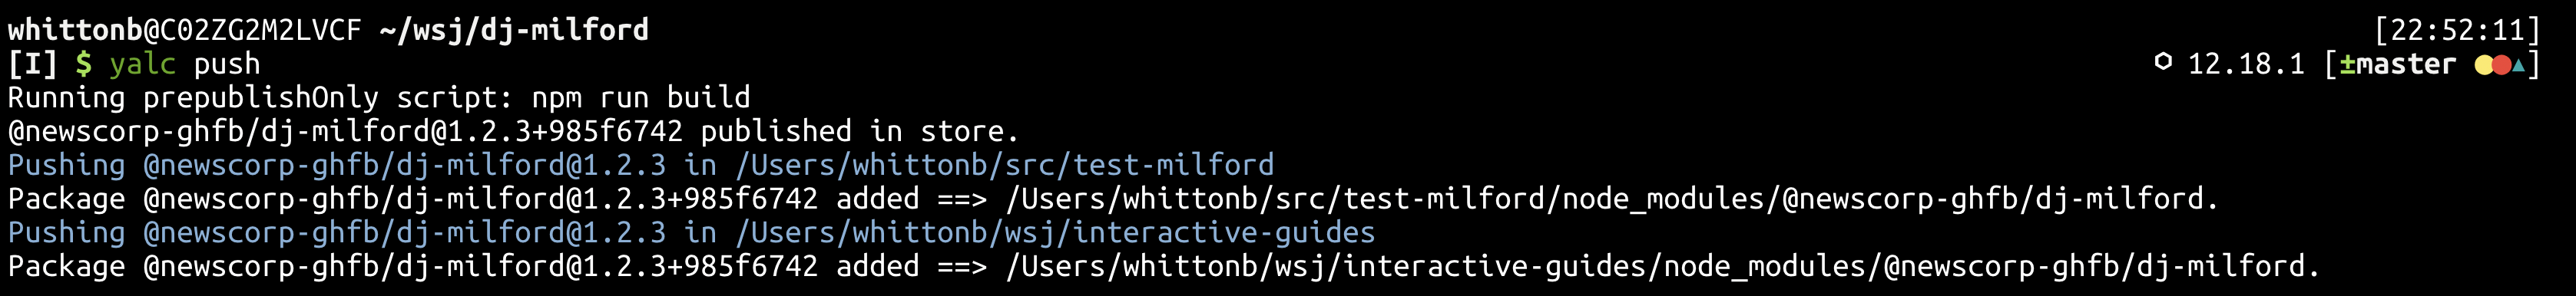 whittonb@C02ZG2M2LVCF ~/wsj/dj-milford [22:52:11]
[I] $ yalc push 12.18.1 [±master ]
Running prepublishOnly script: npm run build
@newscorp-ghfb/dj-milford@1.2.3+985f6742 published in store.
Pushing @newscorp-ghfb/dj-milford@1.2.3 in /Users/whittonb/src/test-milford
Package @newscorp-ghfb/dj-milford@1.2.3+985f6742 added ==> /Users/whittonb/src/test-milford/node_modules/@newscorp-ghfb/dj-milford.
Pushing @newscorp-ghfb/dj-milford@1.2.3 in /Users/whittonb/wsj/interactive-guides
Package @newscorp-ghfb/dj-milford@1.2.3+985f6742 added ==> /Users/whittonb/wsj/interactive-guides/node_modules/@newscorp-ghfb/dj-milford.